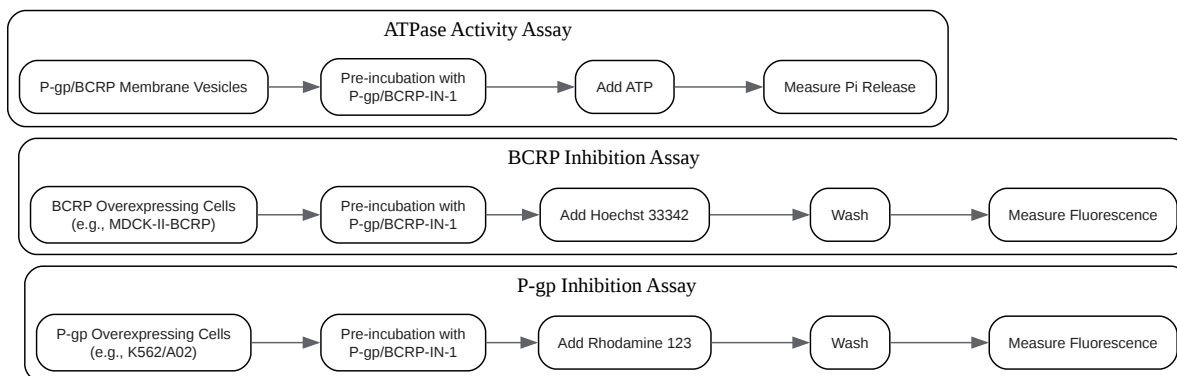 ATPase Activity Assay
P-gp/BCRP Membrane Vesicles
Pre-incubation with
P-gp/BCRP-IN-1
Add ATP
Measure Pi Release
BCRP Inhibition Assay
BCRP Overexpressing Cells
(e.g., MDCK-II-BCRP)
Pre-incubation with
P-gp/BCRP-IN-1
Add Hoechst 33342
Wash
Measure Fluorescence
P-gp Inhibition Assay
P-gp Overexpressing Cells
(e.g., K562/A02)
Pre-incubation with
P-gp/BCRP-IN-1
Add Rhodamine 123
Wash
Measure Fluorescence